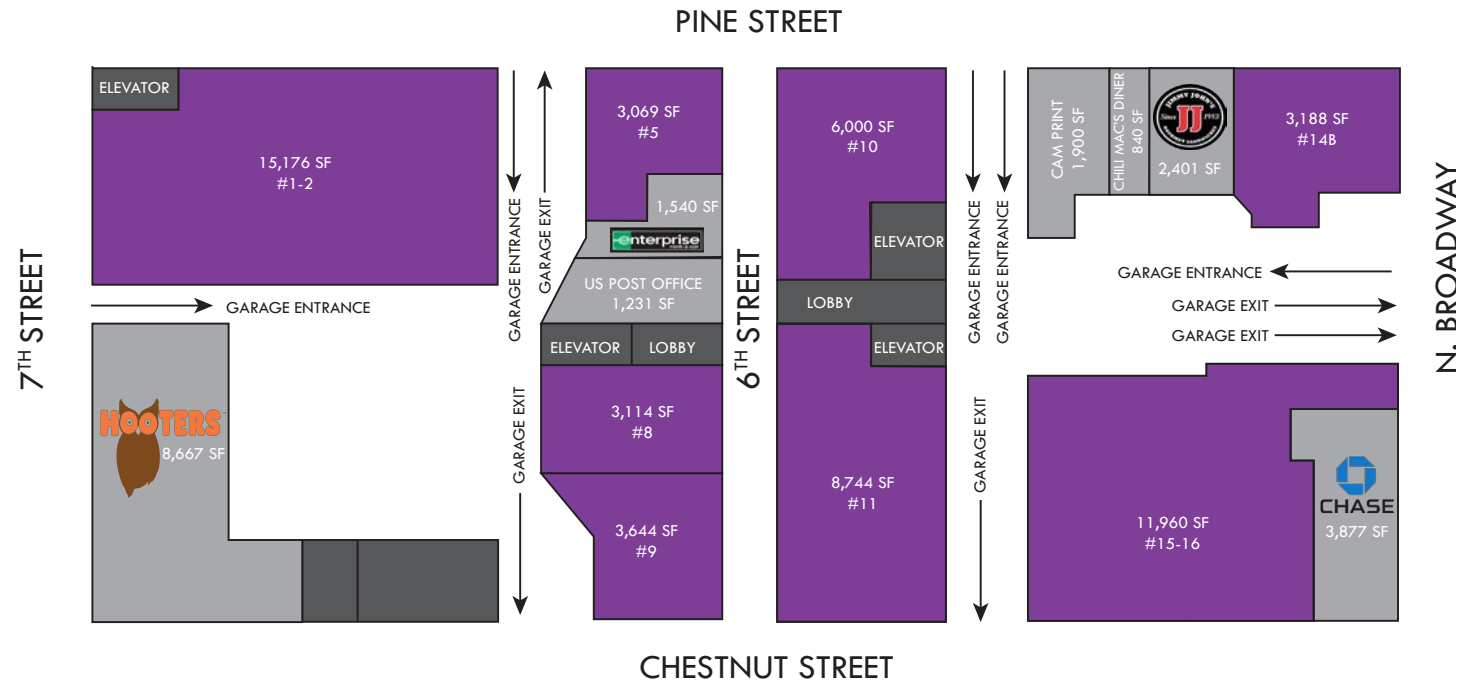 PINE STREET
ELEVATOR
15,176 SF
#1-2
GARAGE ENTRANCE
GARAGE EXIT
3,069 SF
#5
1,540 SF
enterprise
US POST OFFICE
1,231 SF
ELEVATOR
LOBBY
3,114 SF
#8
3,644 SF
#9
GARAGE EXIT
7TH STREET
GARAGE ENTRANCE
HOOTERS
8,667 SF
6TH STREET
6,000 SF
#10
ELEVATOR
LOBBY
ELEVATOR
8,744 SF
#11
GARAGE ENTRANCE
GARAGE ENTRANCE
GARAGE EXIT
CAM PRINT
1,900 SF
CHILI MAC'S DINER
840 SF
JIMMY JOHN'S
Since
JJ
1983
GOURMET SANDWICHES
2,401 SF
3,188 SF
#14B
GARAGE ENTRANCE
GARAGE EXIT
GARAGE EXIT
N. BROADWAY
11,960 SF
#15-16
CHASE
3,877 SF
CHESTNUT STREET